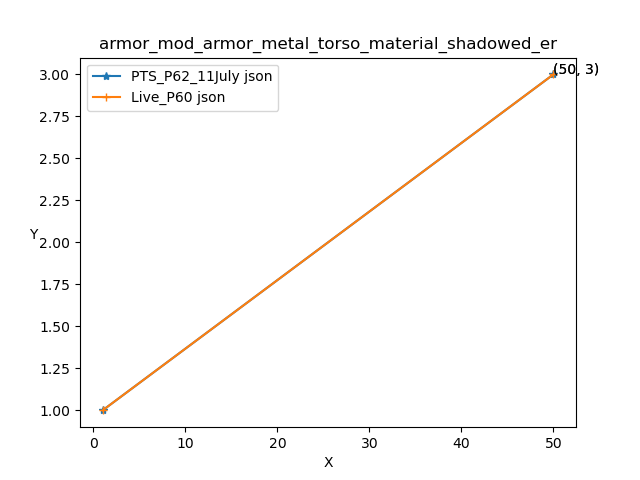 armor_mod_armor_metal_torso_material_shadowed_er
PTS_P62_11July json
Live_P60 json
(50, 3)
3.00
2.75
2.50
2.25
2.00
1.75
1.50
1.25
1.00
Y
0 10 20 30 40 50
X